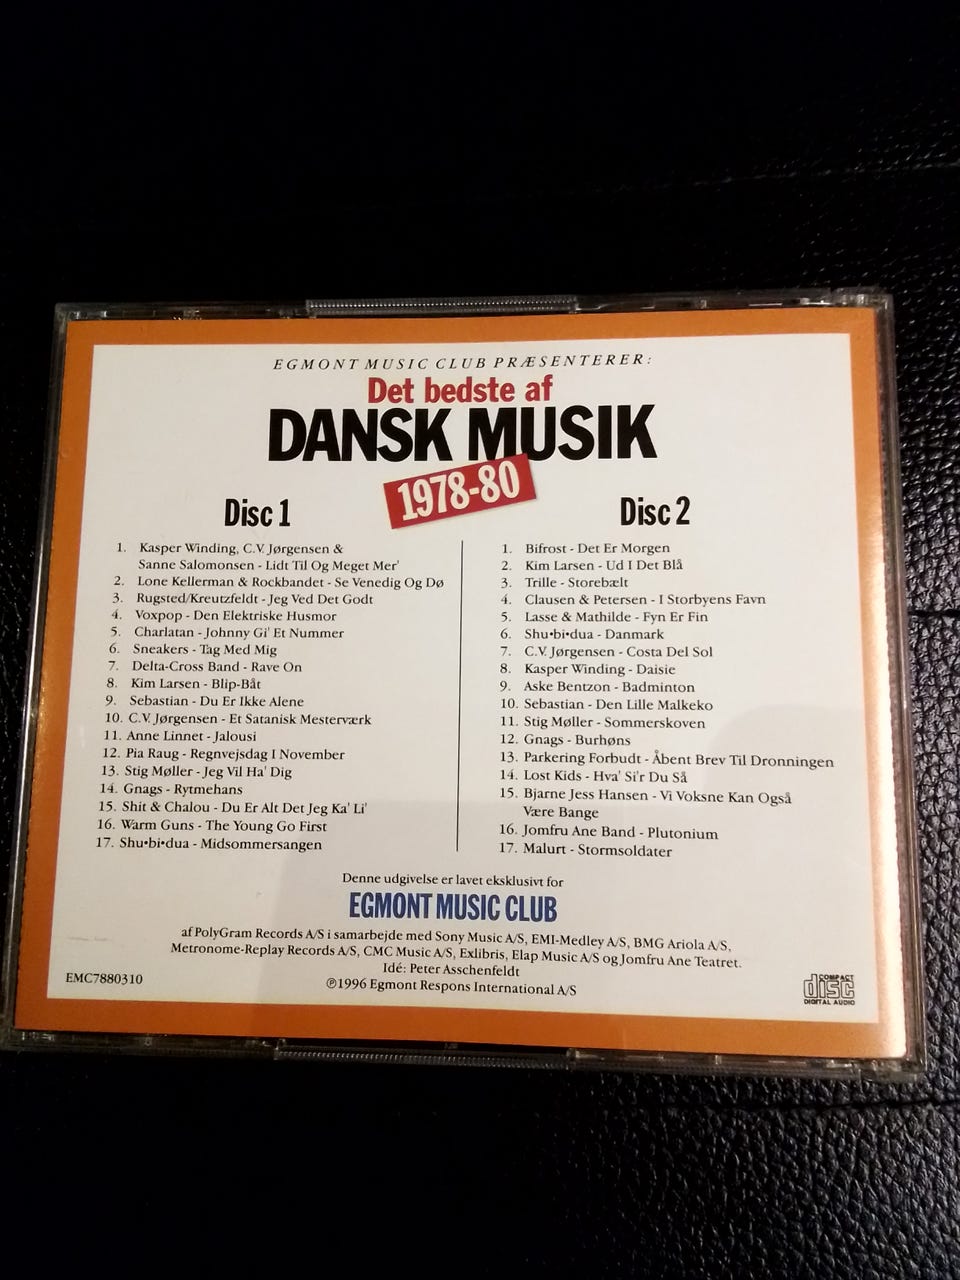 EGMONT MUSIC CLUB PRÆSENTERER:
Det bedste af
DANSK MUSIK
1978-80
Disc 1
1. Kasper Winding, C.V. Jørgensen &
Sanne Salomonsen - Lidt Til Og Meget Mer'
2. Lone Kellerman & Rockbandet - Se Venedig Og Dø
3. Rugsted/Kreutzfeldt - Jeg Ved Det Godt
4. Voxpop - Den Elektriske Husmor
5. Charlatan - Johnny Gi' Et Nummer
6. Sneakers - Tag Med Mig
7. Delta-Cross Band - Rave On
8. Kim Larsen - Blip-Båt
9. Sebastian - Du Er Ikke Alene
10. C.V. Jørgensen - Et Satanisk Mesterværk
11. Anne Linnet - Jalousi
12. Pia Raug - Regnvejsdag I November
13. Stig Møller - Jeg Vil Ha' Dig
14. Gnags - Rytmehans
15. Shit & Chalou - Du Er Alt Det Jeg Ka' Li'
16. Warm Guns - The Young Go First
17. Shu•bi•dua - Midsommersangen
Disc 2
1. Bifrost - Det Er Morgen
2. Kim Larsen - Ud I Det Blå
3. Trille - Storebælt
4. Clausen & Petersen - I Storbyens Favn
5. Lasse & Mathilde - Fyn Er Fin
6. Shu•bi•dua - Danmark
7. C.V. Jørgensen - Costa Del Sol
8. Kasper Winding - Daisie
9. Aske Bentzon - Badminton
10. Sebastian - Den Lille Malkeko
11. Stig Møller - Sommerskoven
12. Gnags - Burhøns
13. Parkering Forbudt - Åbent Brev Til Dronningen
14. Lost Kids - Hva' Si'r Du Så
15. Bjarne Jess Hansen - Vi Voksne Kan Også
Være Bange
16. Jomfru Ane Band - Plutonium
17. Malurt - Stormsoldater
Denne udgivelse er lavet eksklusivt for
EGMONT MUSIC CLUB
af PolyGram Records A/S i samarbejde med Sony Music A/S, EMI-Medley A/S, BMG Ariola A/S,
Metronome-Replay Records A/S, CMC Music A/S, Exlibris, Elap Music A/S og Jomfru Ane Teatret.
Idé: Peter Asschenfeldt
℗1996 Egmont Respons International A/S
EMC7880310
COMPACT
disc
DIGITAL AUDIO